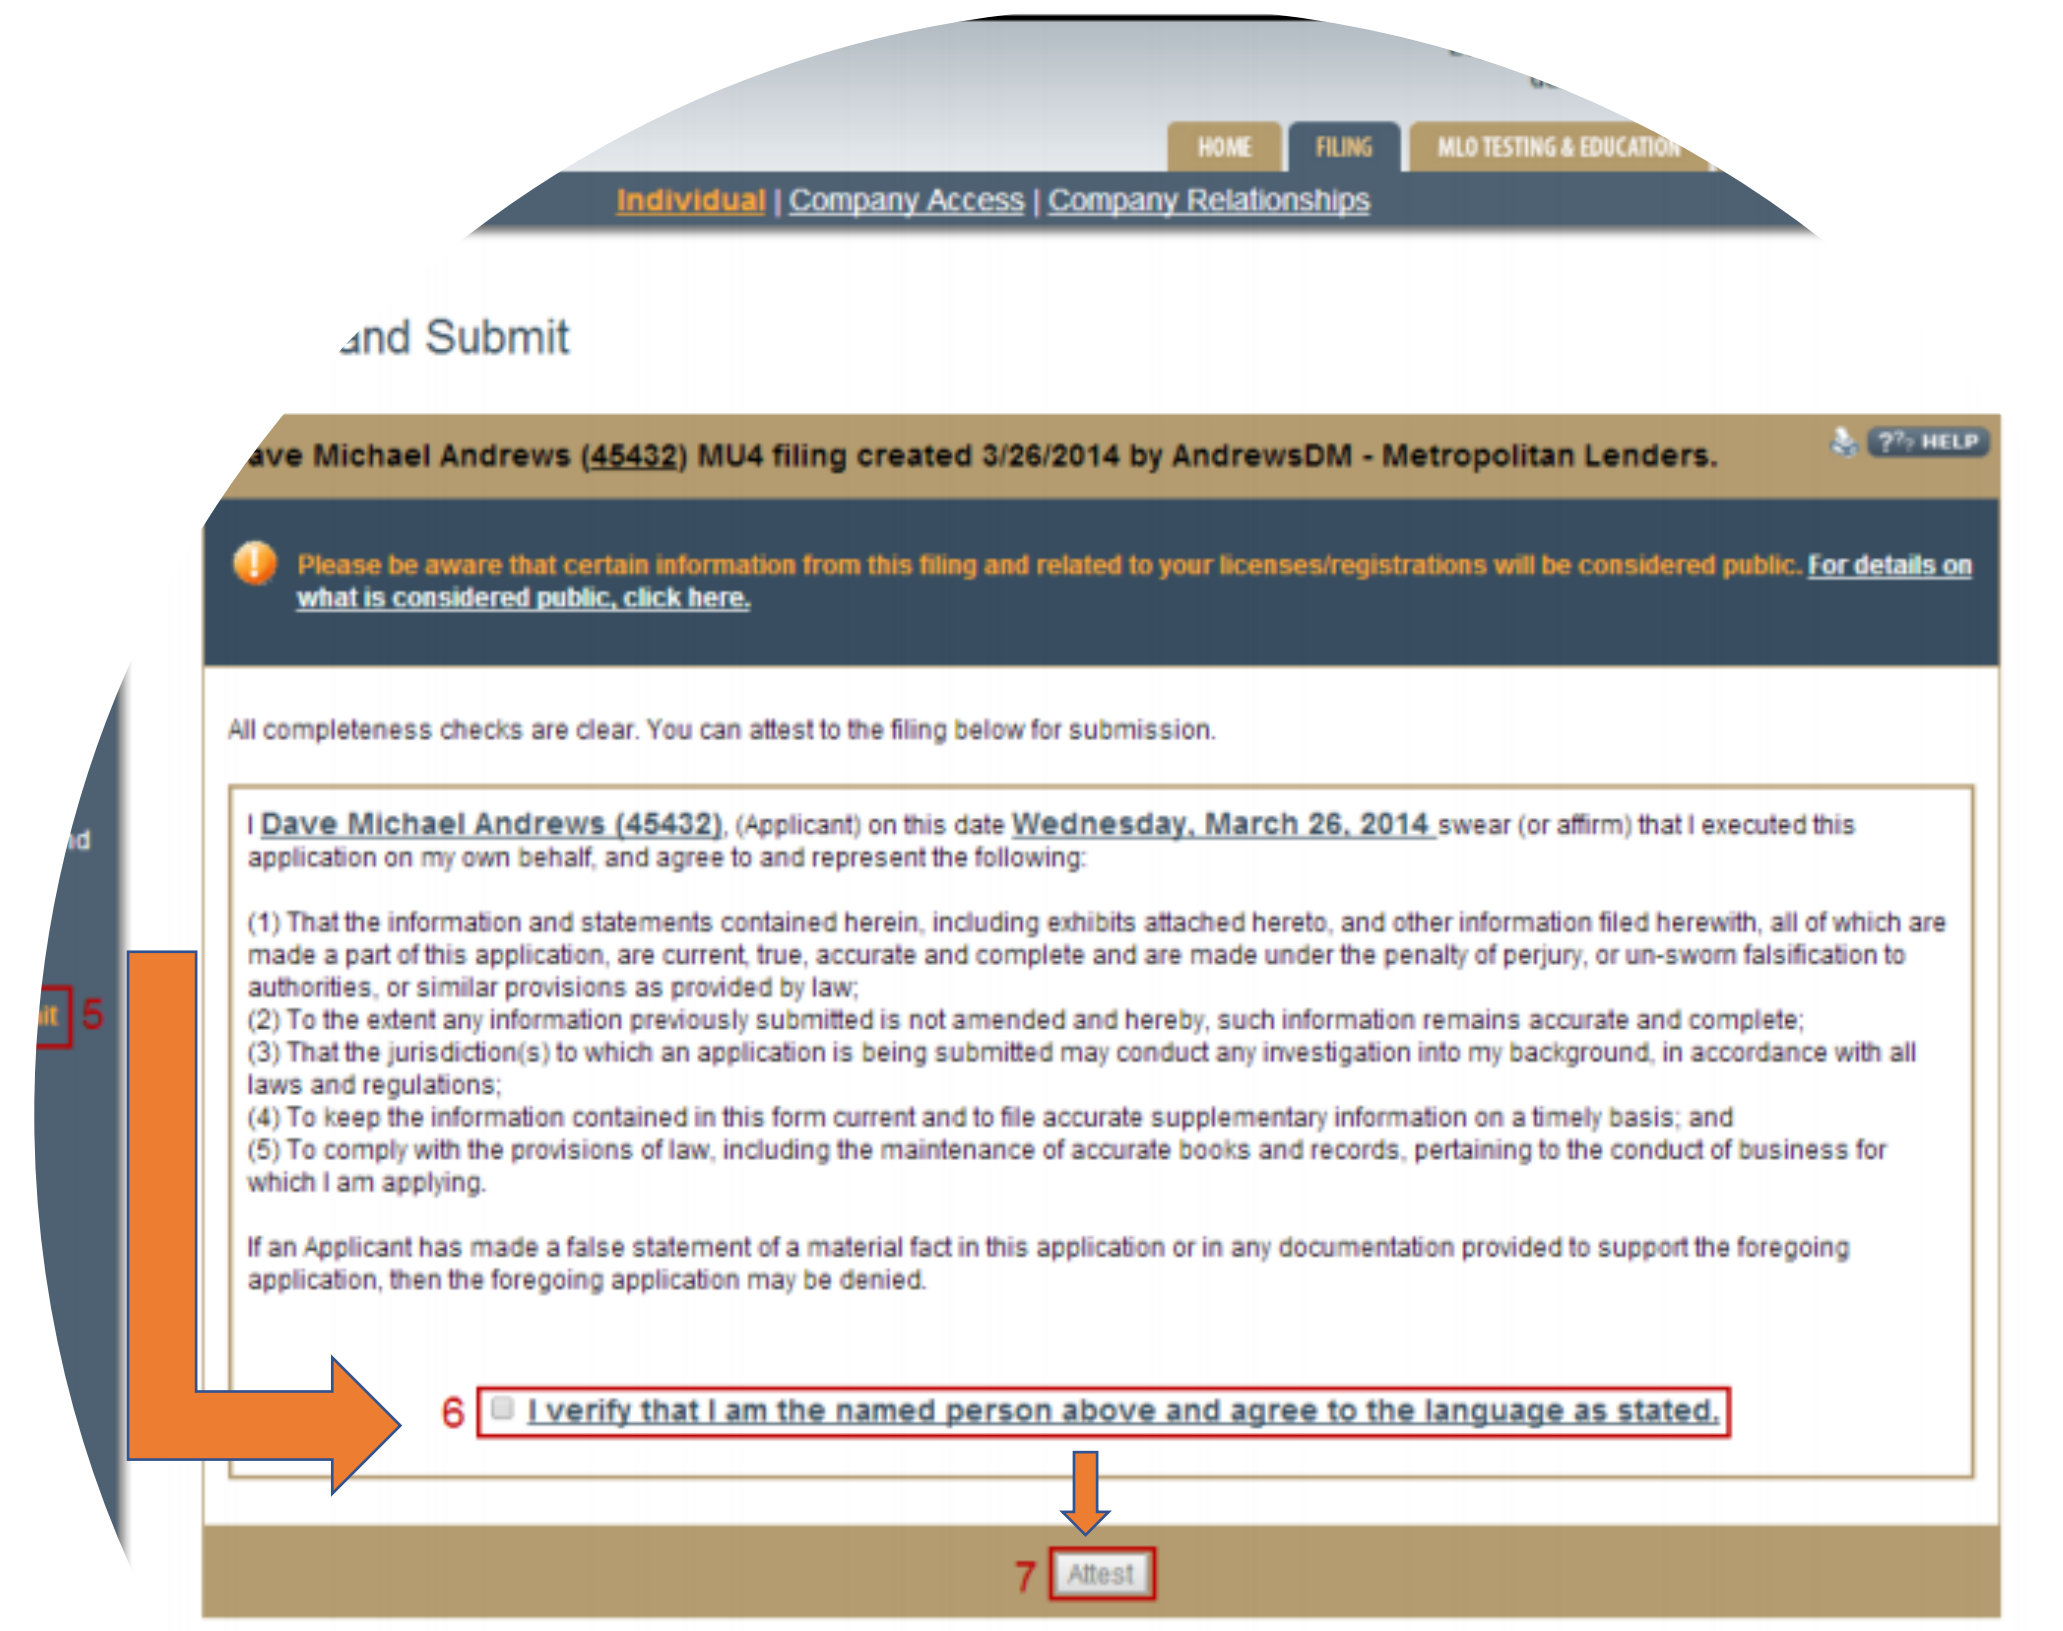 HOME FILING MLO TESTING & EDUCATION
Individual | Company Access | Company Relationships
and Submit
ave Michael Andrews (45432) MU4 filing created 3/26/2014 by AndrewsDM - Metropolitan Lenders.
??? HELP
Please be aware that certain information from this filing and related to your licenses/registrations will be considered public. For details on
what is considered public, click here.
All completeness checks are clear. You can attest to the filing below for submission.
I Dave Michael Andrews (45432), (Applicant) on this date Wednesday, March 26, 2014 swear (or affirm) that I executed this
application on my own behalf, and agree to and represent the following:
(1) That the information and statements contained herein, including exhibits attached hereto, and other information filed herewith, all of which are
made a part of this application, are current, true, accurate and complete and are made under the penalty of perjury, or un-sworn falsification to
authorities, or similar provisions as provided by law;
(2) To the extent any information previously submitted is not amended and hereby, such information remains accurate and complete;
(3) That the jurisdiction(s) to which an application is being submitted may conduct any investigation into my background, in accordance with all
laws and regulations;
(4) To keep the information contained in this form current and to file accurate supplementary information on a timely basis; and
(5) To comply with the provisions of law, including the maintenance of accurate books and records, pertaining to the conduct of business for
which I am applying.
If an Applicant has made a false statement of a material fact in this application or in any documentation provided to support the foregoing
application, then the foregoing application may be denied.
it 5
6 I verify that I am the named person above and agree to the language as stated.
7 Attest